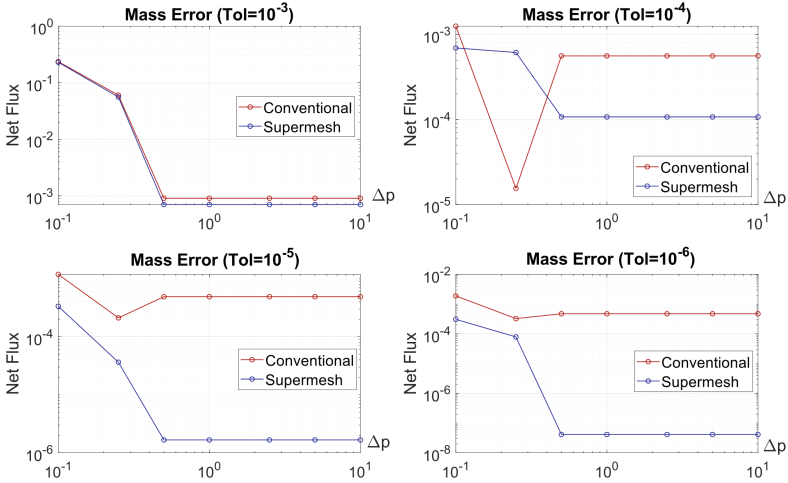 Mass Error (Tol=10⁻³)
Net Flux
10⁰
10⁻¹
10⁻²
10⁻³
Conventional
Supermesh
Δp
10⁻¹
10⁰
10¹
Mass Error (Tol=10⁻⁴)
Net Flux
10⁻³
10⁻⁴
10⁻⁵
Conventional
Supermesh
Δp
10⁻¹
10⁰
10¹
Mass Error (Tol=10⁻⁵)
Net Flux
10⁻⁴
10⁻⁶
Conventional
Supermesh
Δp
10⁻¹
10⁰
10¹
Mass Error (Tol=10⁻⁶)
Net Flux
10⁻²
10⁻⁴
10⁻⁶
10⁻⁸
Conventional
Supermesh
Δp
10⁻¹
10⁰
10¹